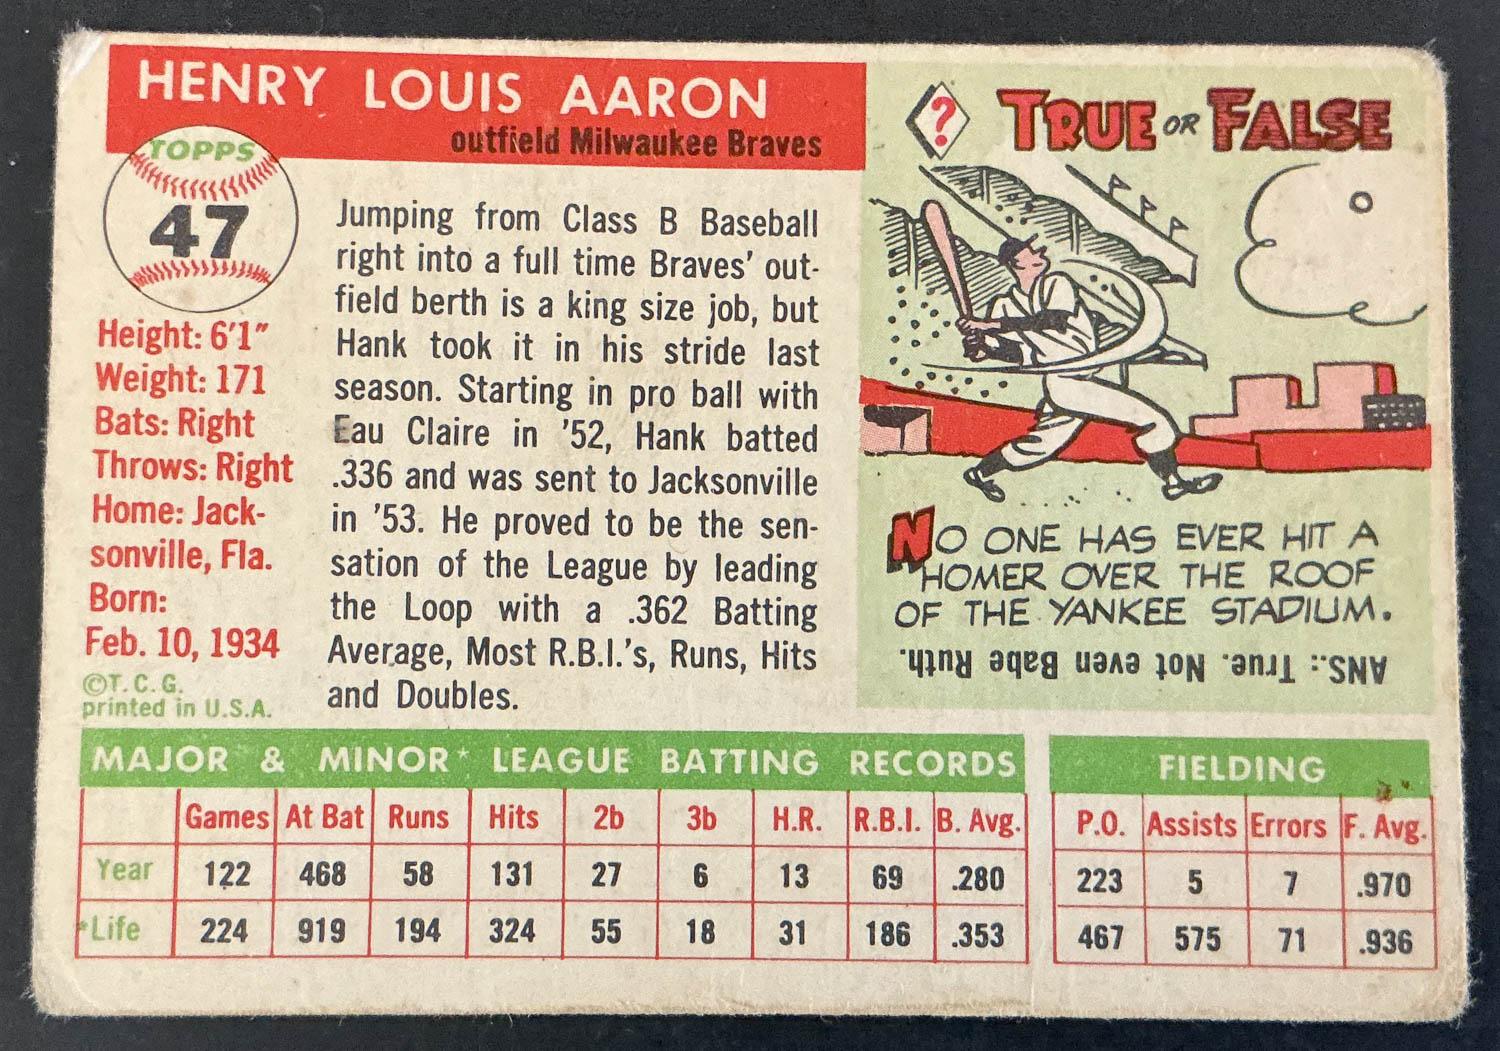 HENRY LOUIS AARON
outfield Milwaukee Braves
TOPPS
47
Height: 6'1"
Weight: 171
Bats: Right
Throws: Right
Home: Jack-
sonville, Fla.
Born:
Feb. 10, 1934
©T. C. G.
printed in U.S.A.
Jumping from Class B Baseball
right into a full time Braves' out-
field berth is a king size job, but
Hank took it in his stride last
season. Starting in pro ball with
Eau Claire in '52, Hank batted
.336 and was sent to Jacksonville
in '53. He proved to be the sen-
sation of the League by leading
the Loop with a .362 Batting
Average, Most R.B.I.'s, Runs, Hits
and Doubles.
? TRUE OR FALSE
NO ONE HAS EVER HIT A
HOMER OVER THE ROOF
OF THE YANKEE STADIUM.
ANS.: True. Not even Babe Ruth.
MAJOR & MINOR* LEAGUE BATTING RECORDS
Games At Bat Runs Hits 2b 3b H.R. R.B.I. B. Avg.
Year 122 468 58 131 27 6 13 69 .280
*Life 224 919 194 324 55 18 31 186 .353
FIELDING
P.O. Assists Errors F. Avg.
223 5 7 .970
467 575 71 .936